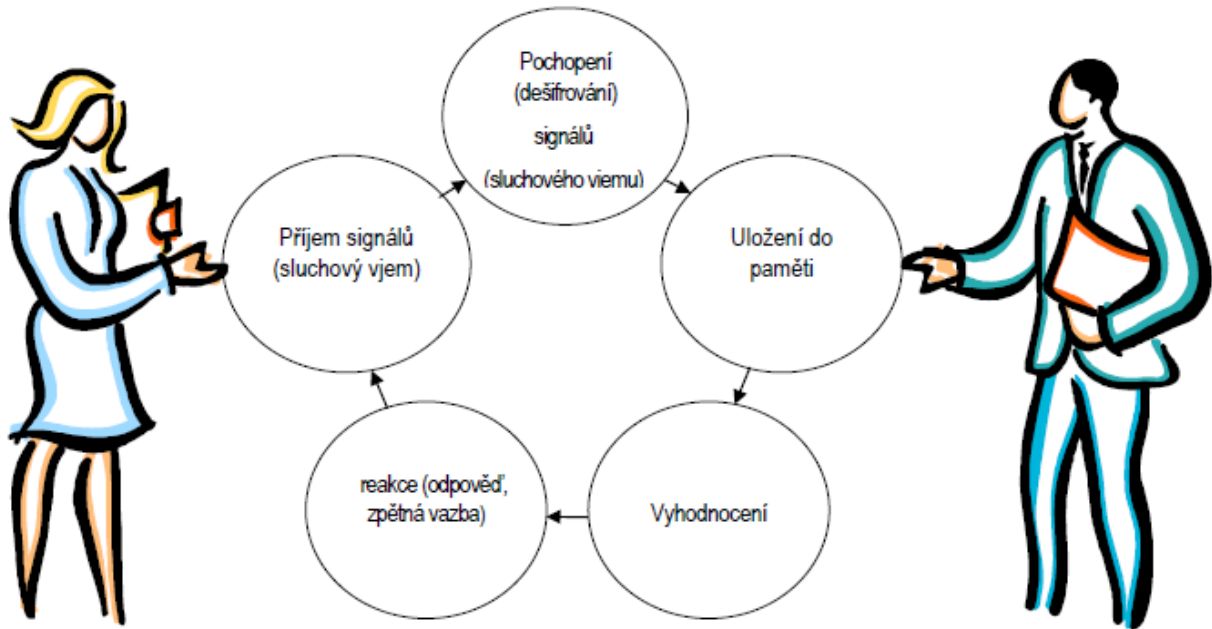 Pochopení
(dešifrování)
signálů
(sluchového viemu)
Příjem signálů
(sluchový vjem)
Uložení do
paměti
reakce (odpověď,
zpětná vazba)
Vyhodnocení